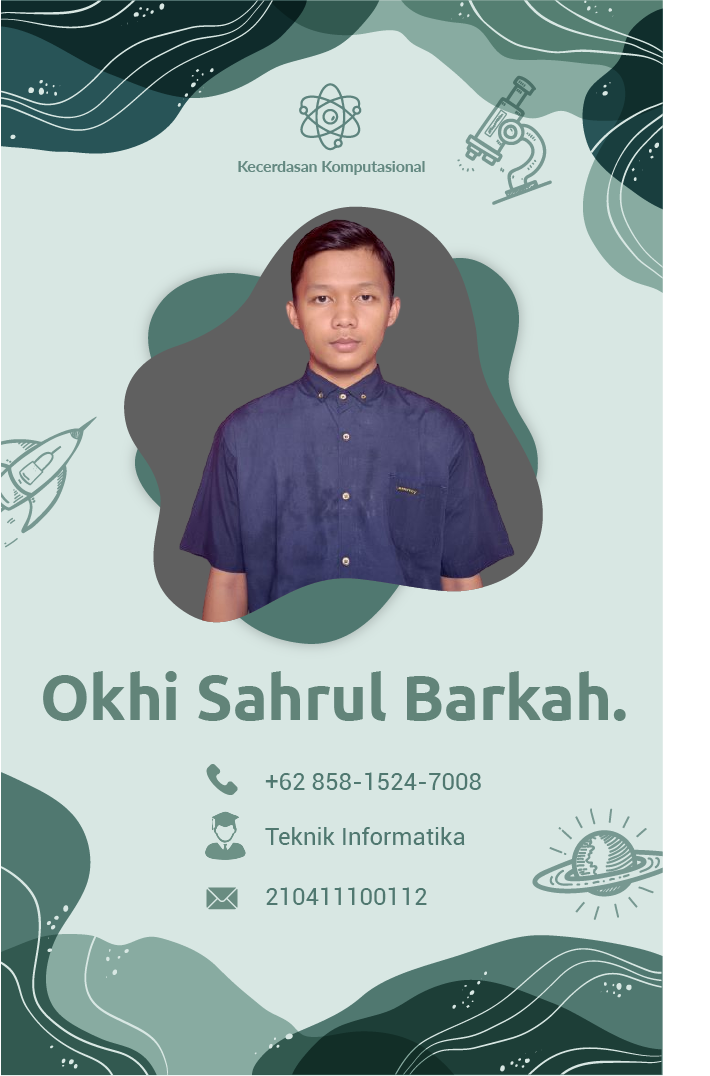 Kecerdasan Komputasional
Okhi Sahrul Barkah.
+62 858-1524-7008
Teknik Informatika
210411100112